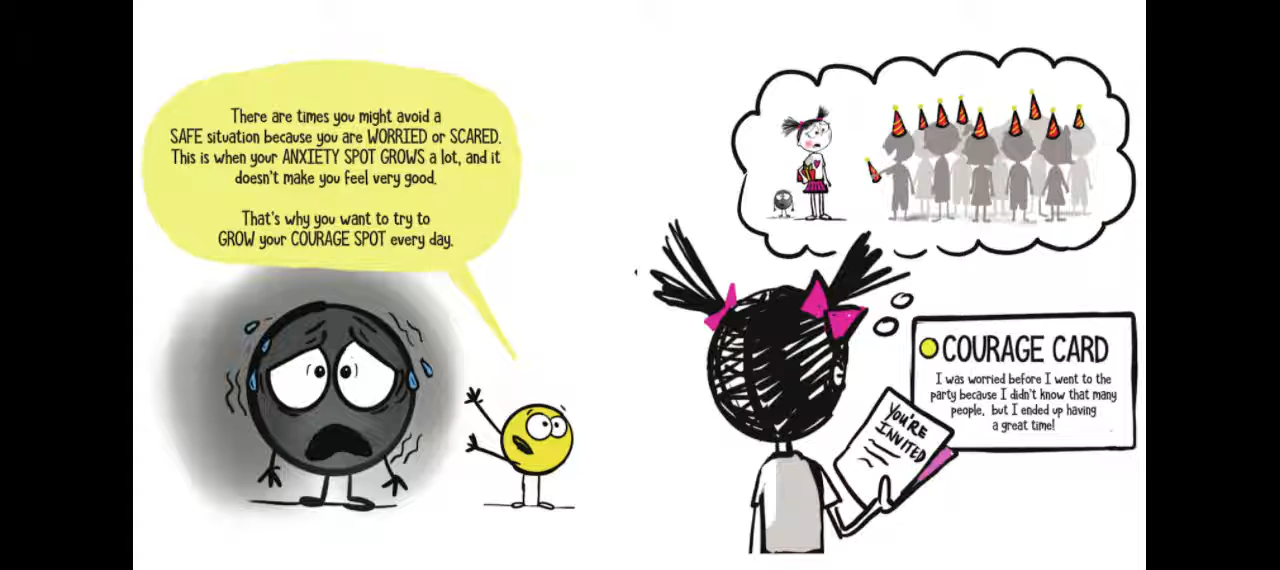 There are times you might avoid a
SAFE situation because you are WORRIED or SCARED.
This is when your ANXIETY SPOT GROWS a lot, and it
doesn't make you feel very good.
That's why you want to try to
GROW your COURAGE SPOT every day.
COURAGE CARD
I was worried before I went to the
party because I didn't know that many
people, but I ended up having
a great time!
YOU'RE
INVITED